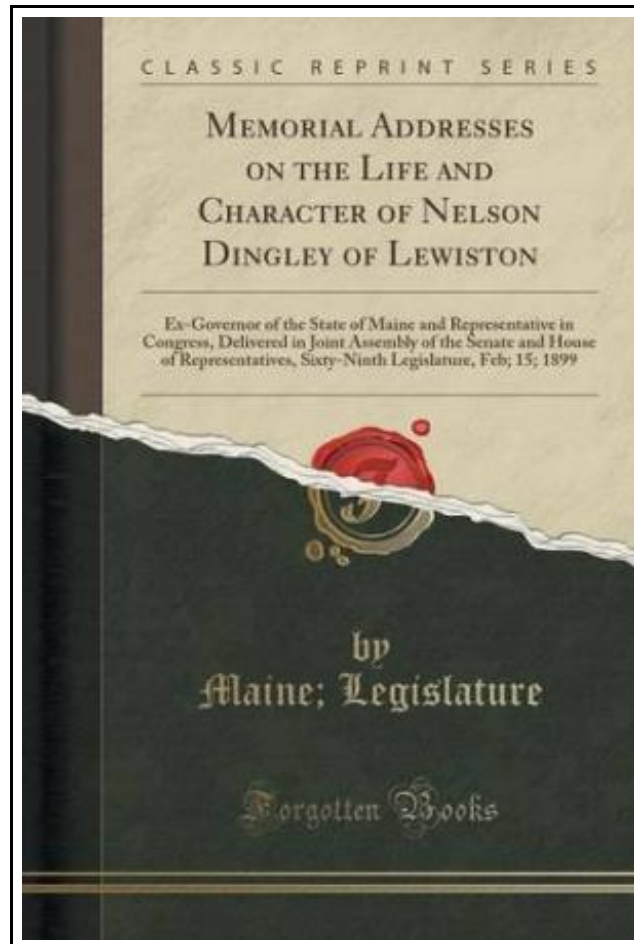 CLASSIC REPRINT SERIES
MEMORIAL ADDRESSES
ON THE LIFE AND
CHARACTER OF NELSON
DINGLEY OF LEWISTON
Ex-Governor of the State of Maine and Representative in
Congress, Delivered in Joint Assembly of the Senate and House
of Representatives, Sixty-Ninth Legislature, Feb; 15; 1899
by
Maine; Legislature
Forgotten Books